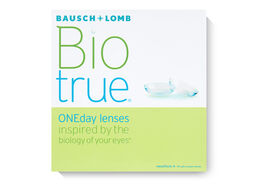 BAUSCH + LOMB
Bio
true®
ONEday lenses
inspired by the
biology of your eyes*